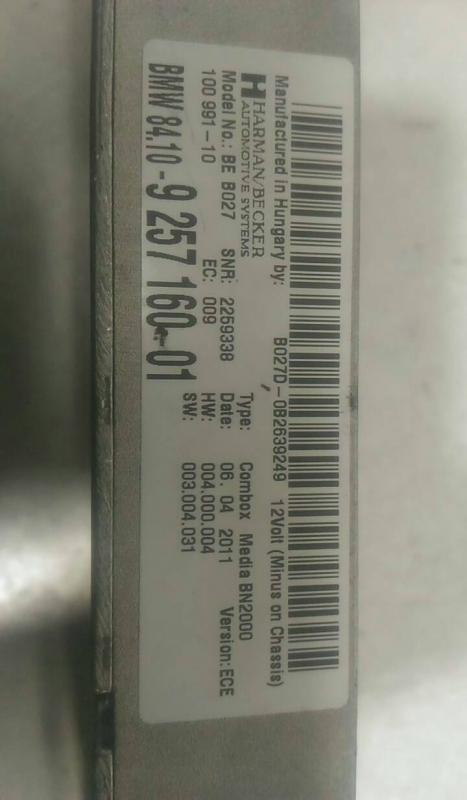 Manufactured in Hungary by: B027D-0B2639249 12Volt (Minus on Chassis)
HARMAN/BECKER
AUTOMOTIVE SYSTEMS
Type: Combox Media BN2000
Model No.: BE B027 SNR: 2259338 Date: 06. 04 2011 Version: ECE
100 991-10 EC: 009 HW: 004.000.004
SW: 003.004.031
BMW 84.10-9 257 160-01